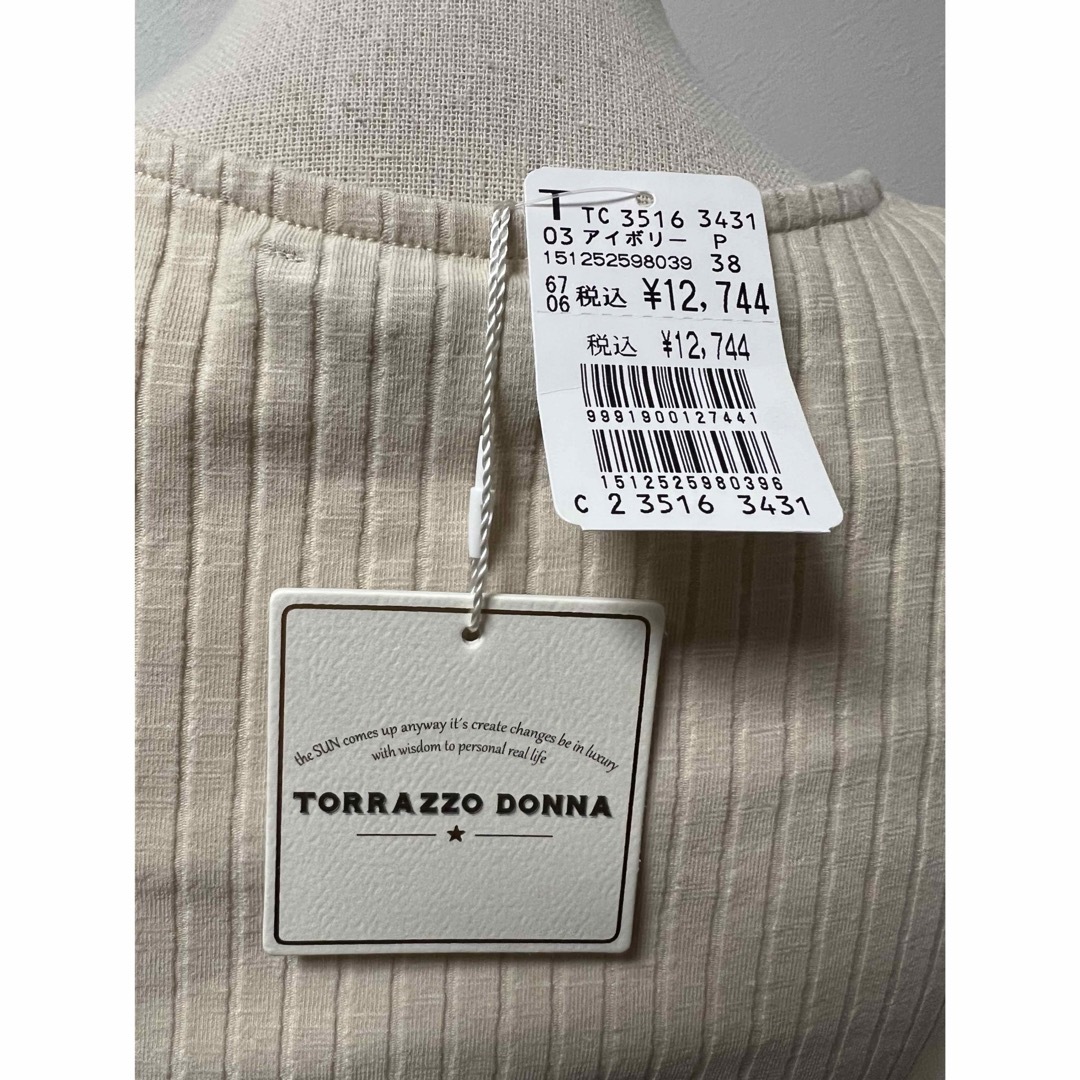 T TC 3516 3431
03 アイボリー P
151252598039 38
67
06 税込 ¥12,744
税込 ¥12,744
9991900127441
1512525980396
C 2 3516 3431
the SUN comes up anyway it's create changes be in luxury
with wisdom to personal real life
TORRAZZO DONNA